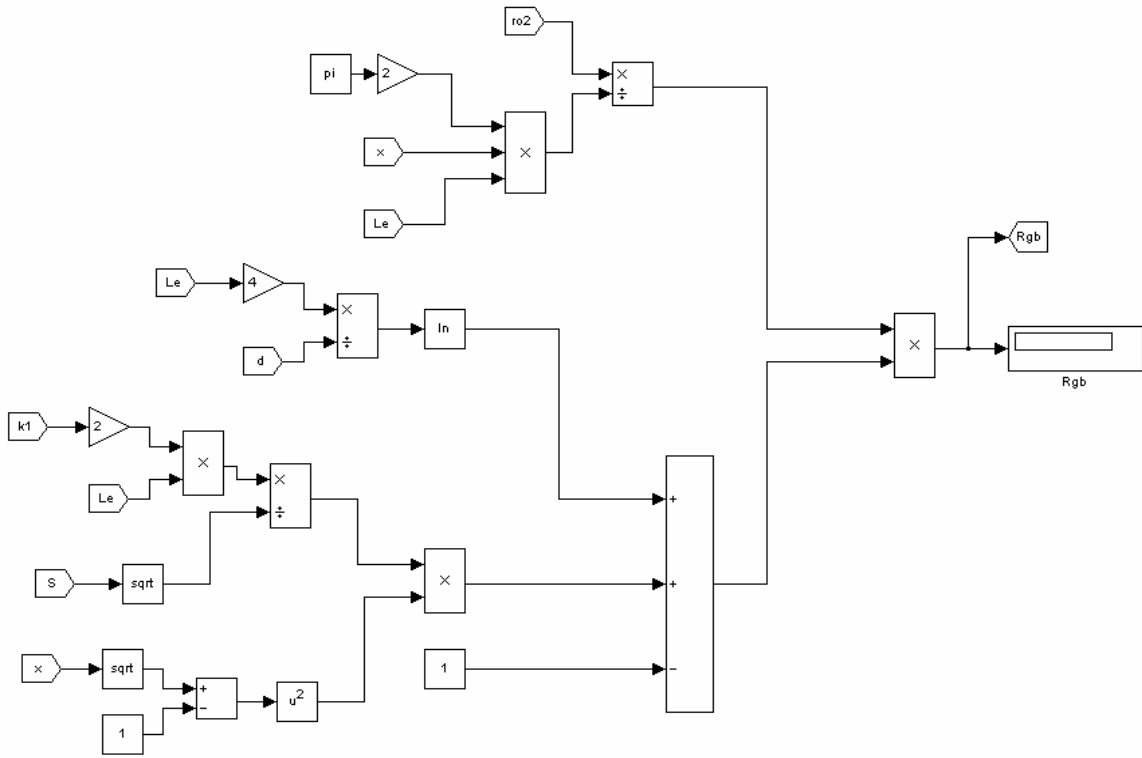 ro2
pi
2
×
÷
x
×
Le
Rgb
Le
4
×
÷
ln
d
×
Rgb
k1
2
×
Le
×
÷
+
S
sqrt
×
+
x
sqrt
1
−
+
−
u²
1